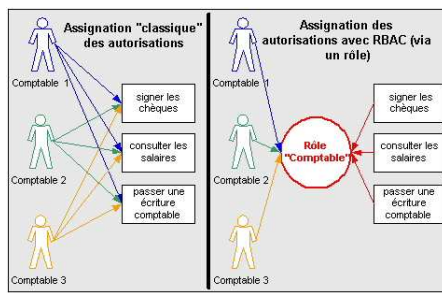 Assignation "classique"
des autorisations
Comptable 1
signer les
chèques
Comptable 2
consulter les
salaires
passer une
écriture
comptable
Comptable 3
Assignation des
autorisations avec RBAC (via
un rôle)
Comptable 1
signer les
chèques
Rôle
"Comptable"
Comptable 2
consulter les
salaires
passer une
écriture
comptable
Comptable 3